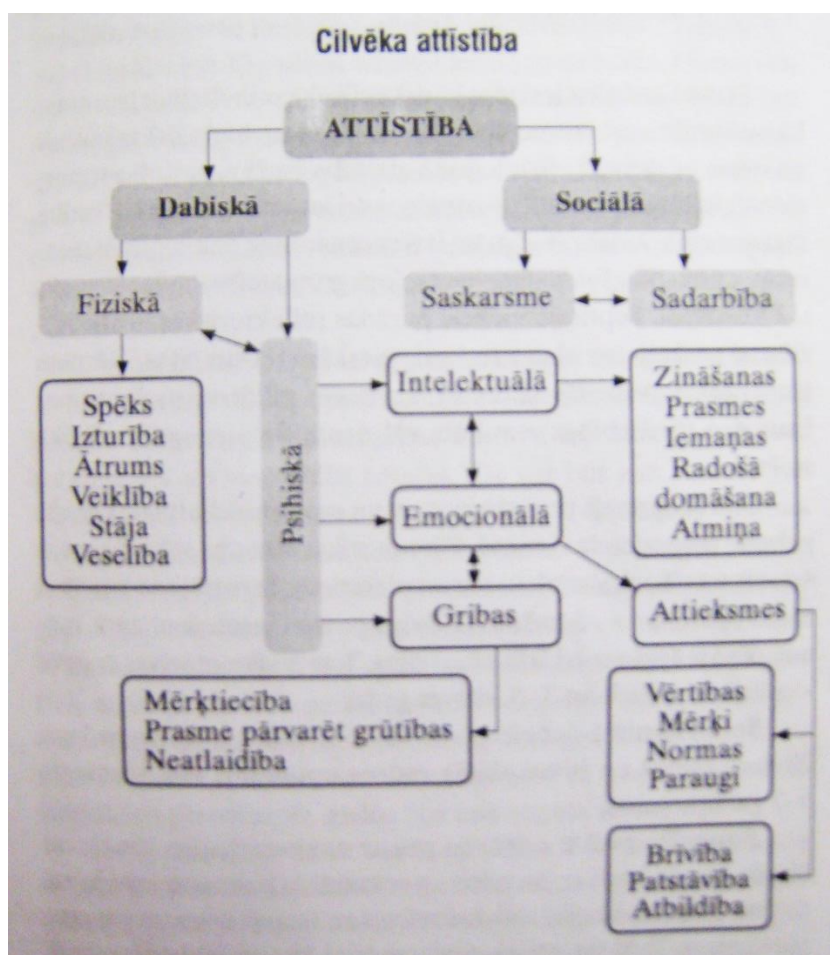 Cilvēka attīstība
ATTĪSTĪBA
Dabiskā
Sociālā
Fiziskā
Saskarsme
Sadarbība
Spēks
Izturība
Ātrums
Veiklība
Stāja
Veselība
Psihiskā
Intelektuālā
Zināšanas
Prasmes
Iemaņas
Radošā
domāšana
Atmiņa
Emocionālā
Gribas
Attieksmes
Mērķtiecība
Prasme pārvarēt grūtības
Neatlaidība
Vērtības
Mērķi
Normas
Paraugi
Brīvība
Patstāvība
Atbildība